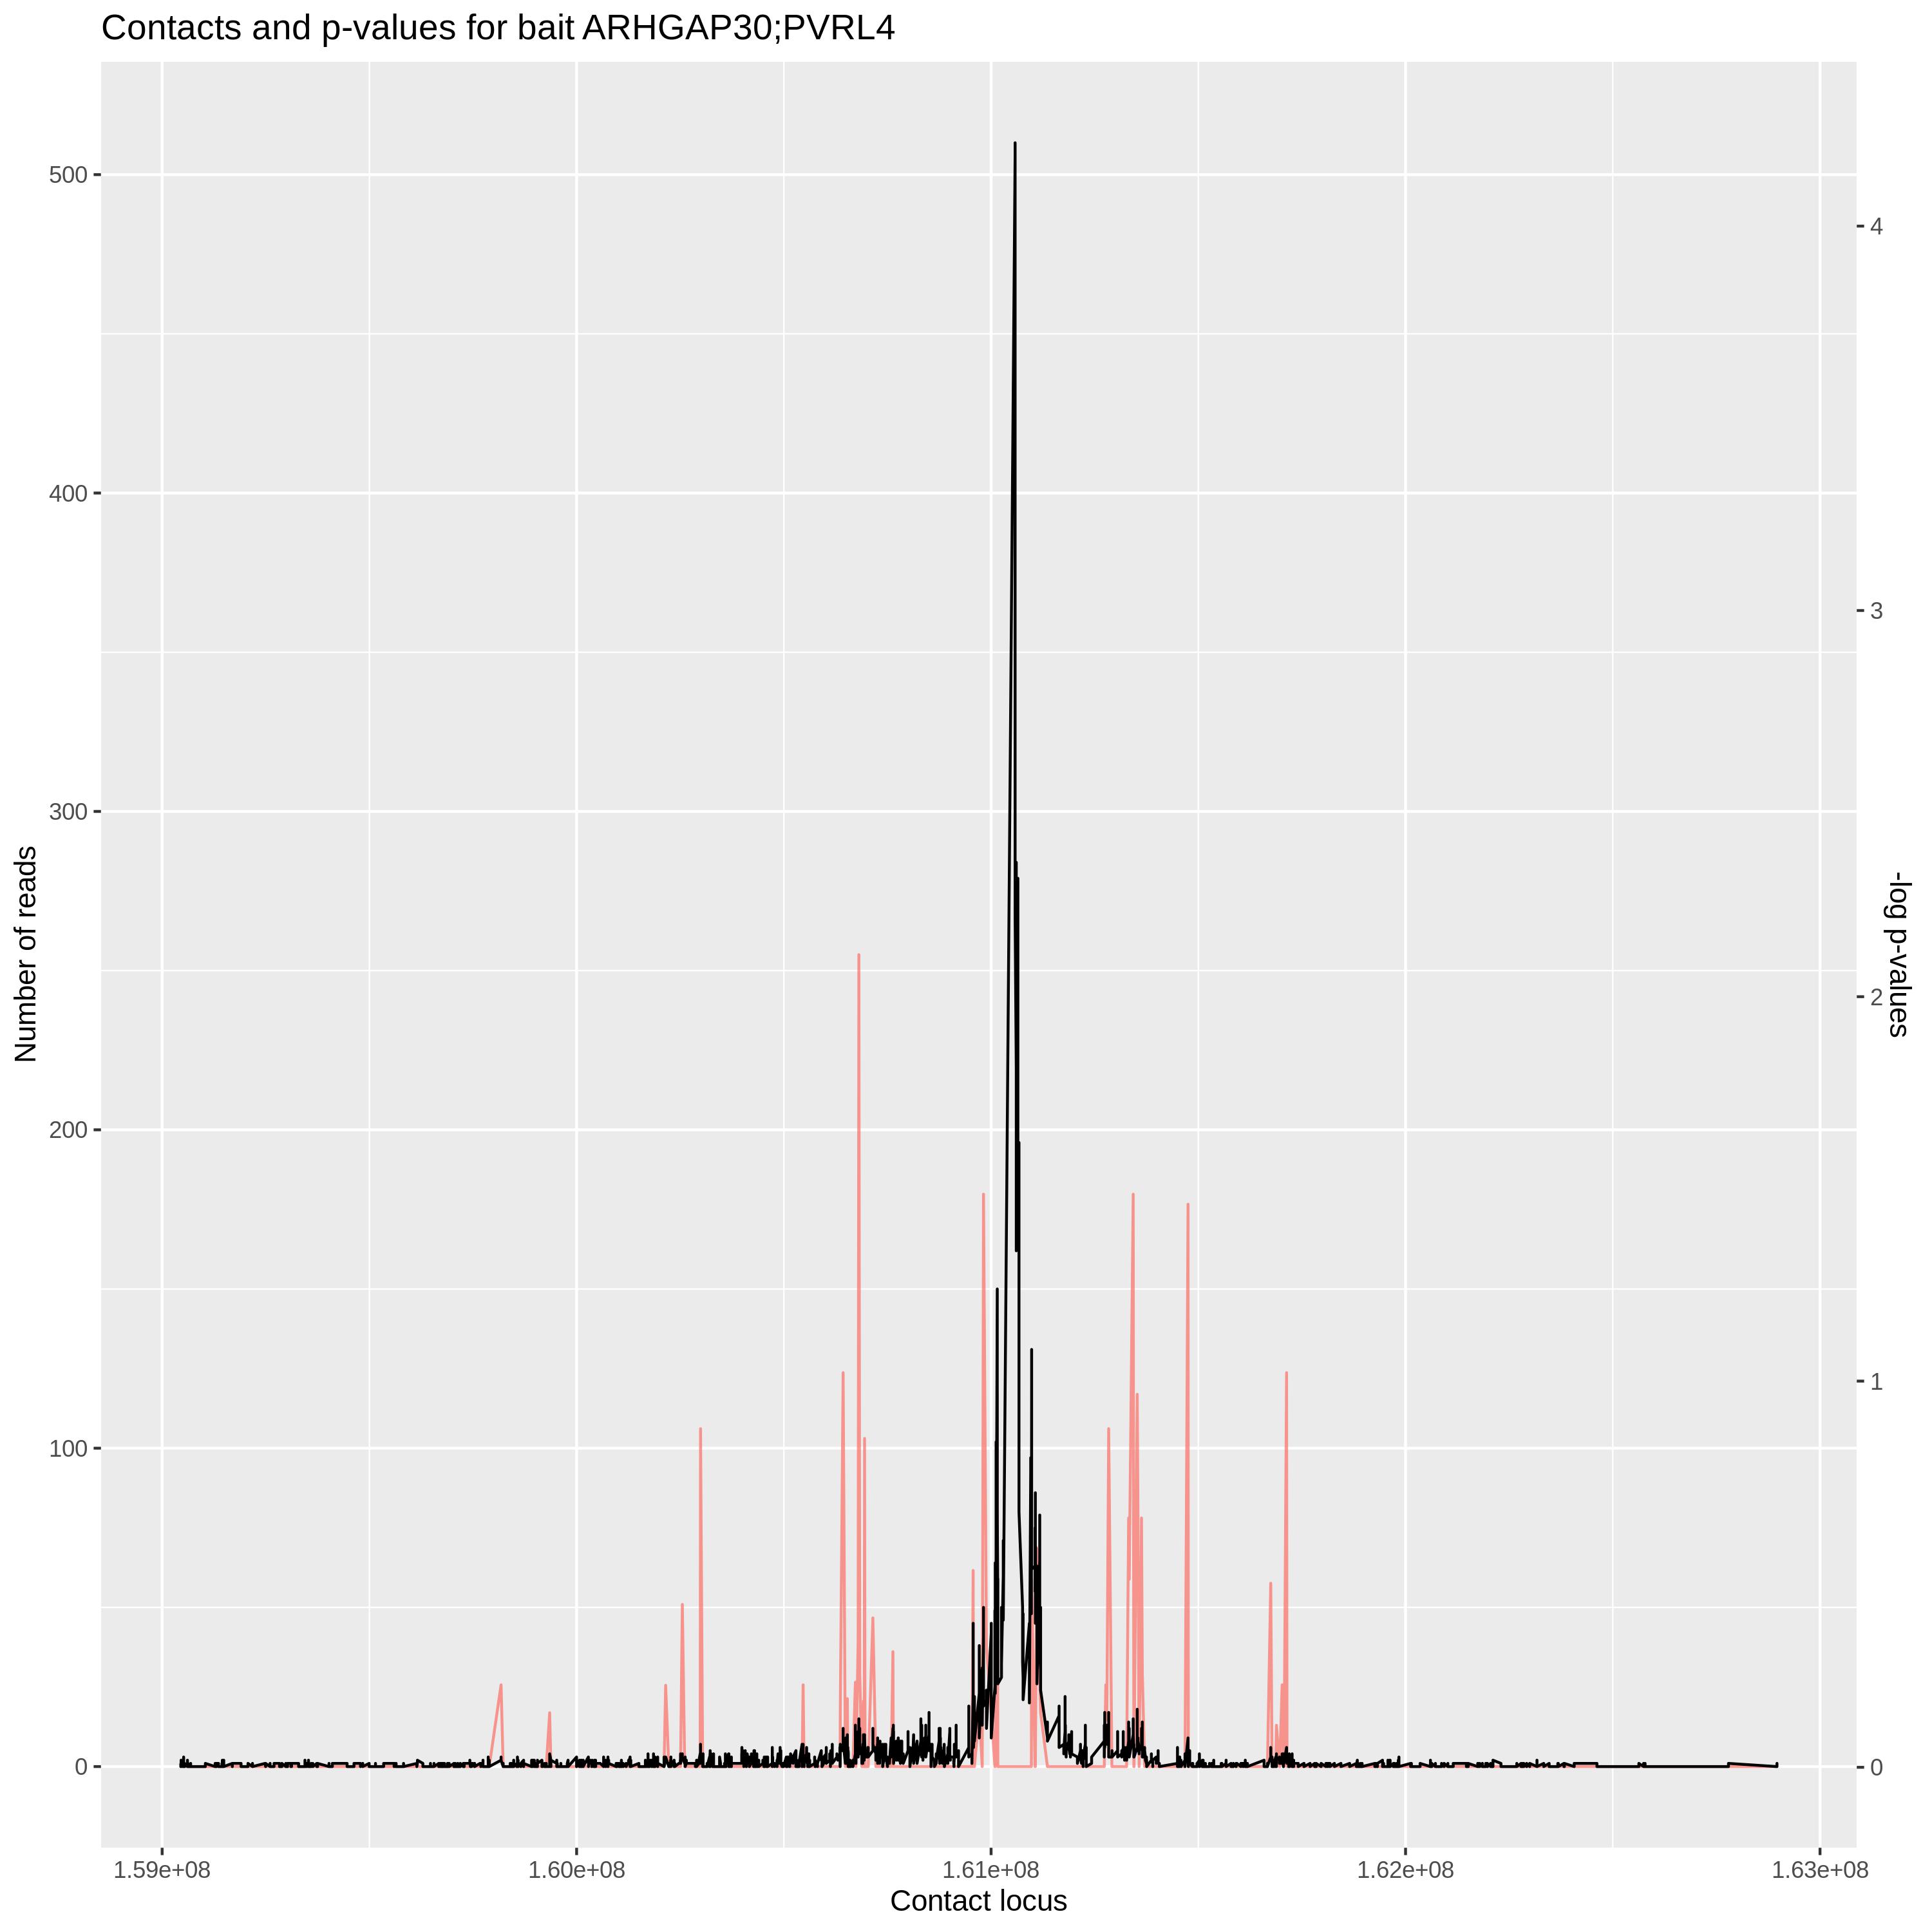 Contacts and p-values for bait ARHGAP30;PVRL4
500
400
300
200
100
0
Number of reads
4
3
2
1
0
-log p-values
1.59e+08
1.60e+08
1.61e+08
1.62e+08
1.63e+08
Contact locus